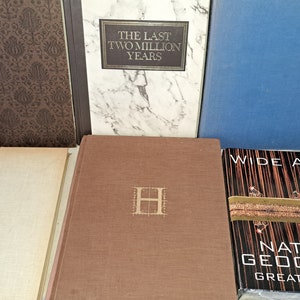 THE LAST
TWO MILLION
YEARS
H
WIDE A
NAT
GEOG
GREAT